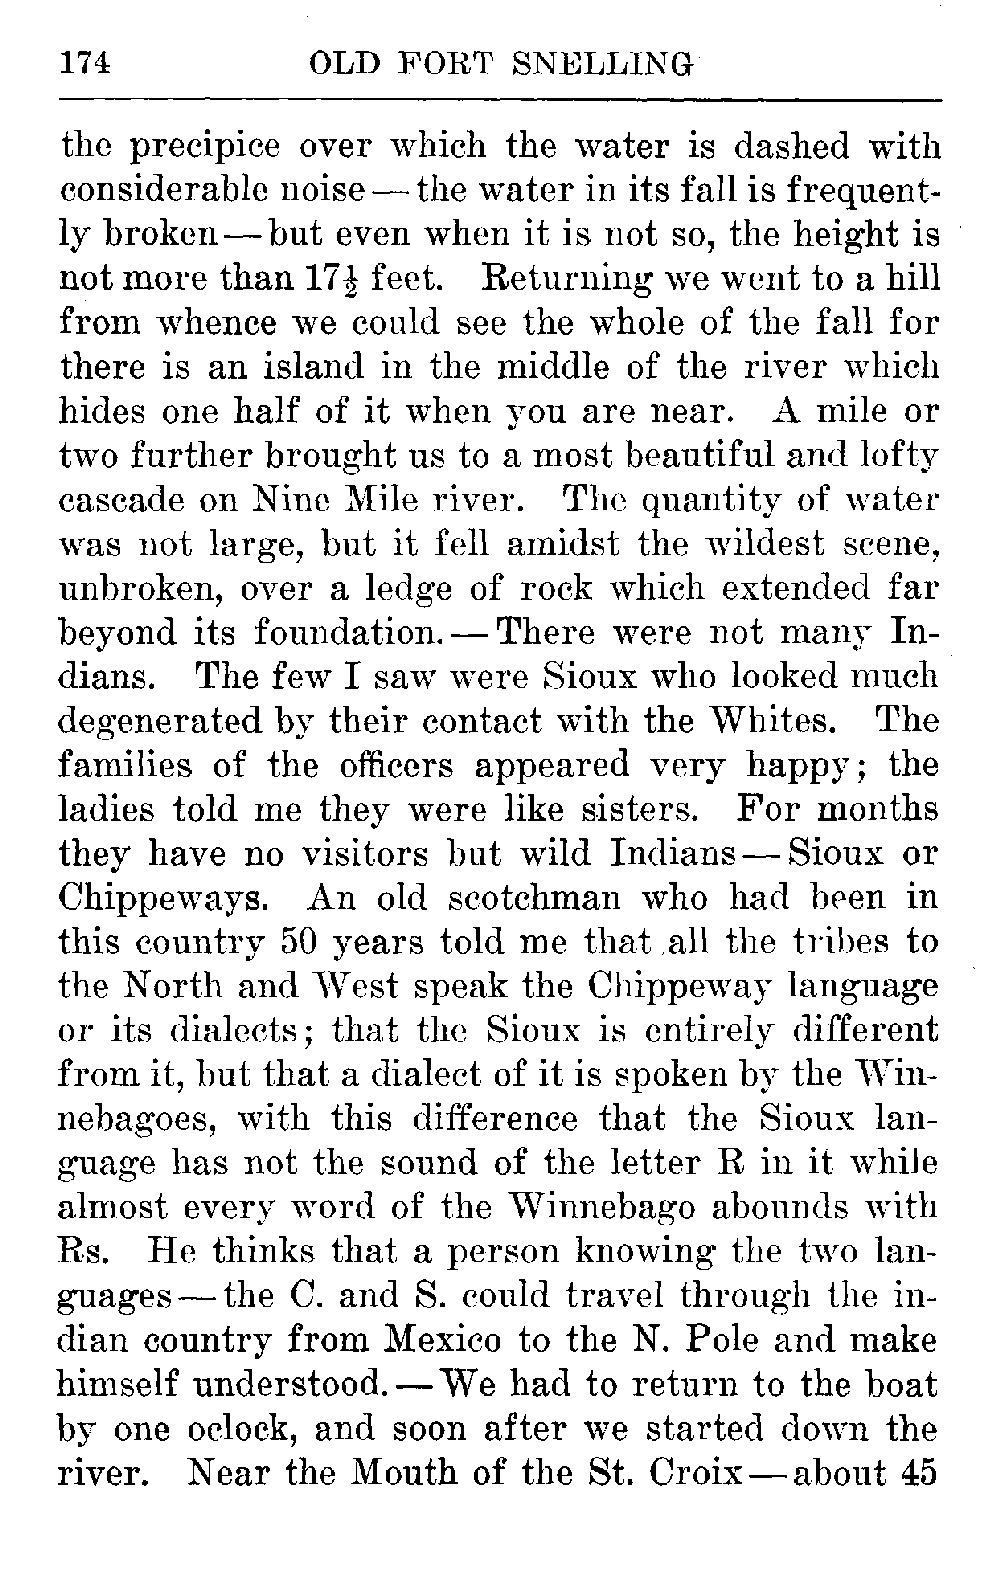 174 OLD FORT SNELLING
the precipice over which the water is dashed with
considerable noise — the water in its fall is frequent-
ly broken — but even when it is not so, the height is
not more than 17½ feet. Returning we went to a hill
from whence we could see the whole of the fall for
there is an island in the middle of the river which
hides one half of it when you are near. A mile or
two further brought us to a most beautiful and lofty
cascade on Nine Mile river. The quantity of water
was not large, but it fell amidst the wildest scene,
unbroken, over a ledge of rock which extended far
beyond its foundation. — There were not many In-
dians. The few I saw were Sioux who looked much
degenerated by their contact with the Whites. The
families of the officers appeared very happy; the
ladies told me they were like sisters. For months
they have no visitors but wild Indians — Sioux or
Chippeways. An old scotchman who had been in
this country 50 years told me that all the tribes to
the North and West speak the Chippeway language
or its dialects; that the Sioux is entirely different
from it, but that a dialect of it is spoken by the Win-
nebagoes, with this difference that the Sioux lan-
guage has not the sound of the letter R in it while
almost every word of the Winnebago abounds with
Rs. He thinks that a person knowing the two lan-
guages — the C. and S. could travel through the in-
dian country from Mexico to the N. Pole and make
himself understood. — We had to return to the boat
by one oclock, and soon after we started down the
river. Near the Mouth of the St. Croix — about 45